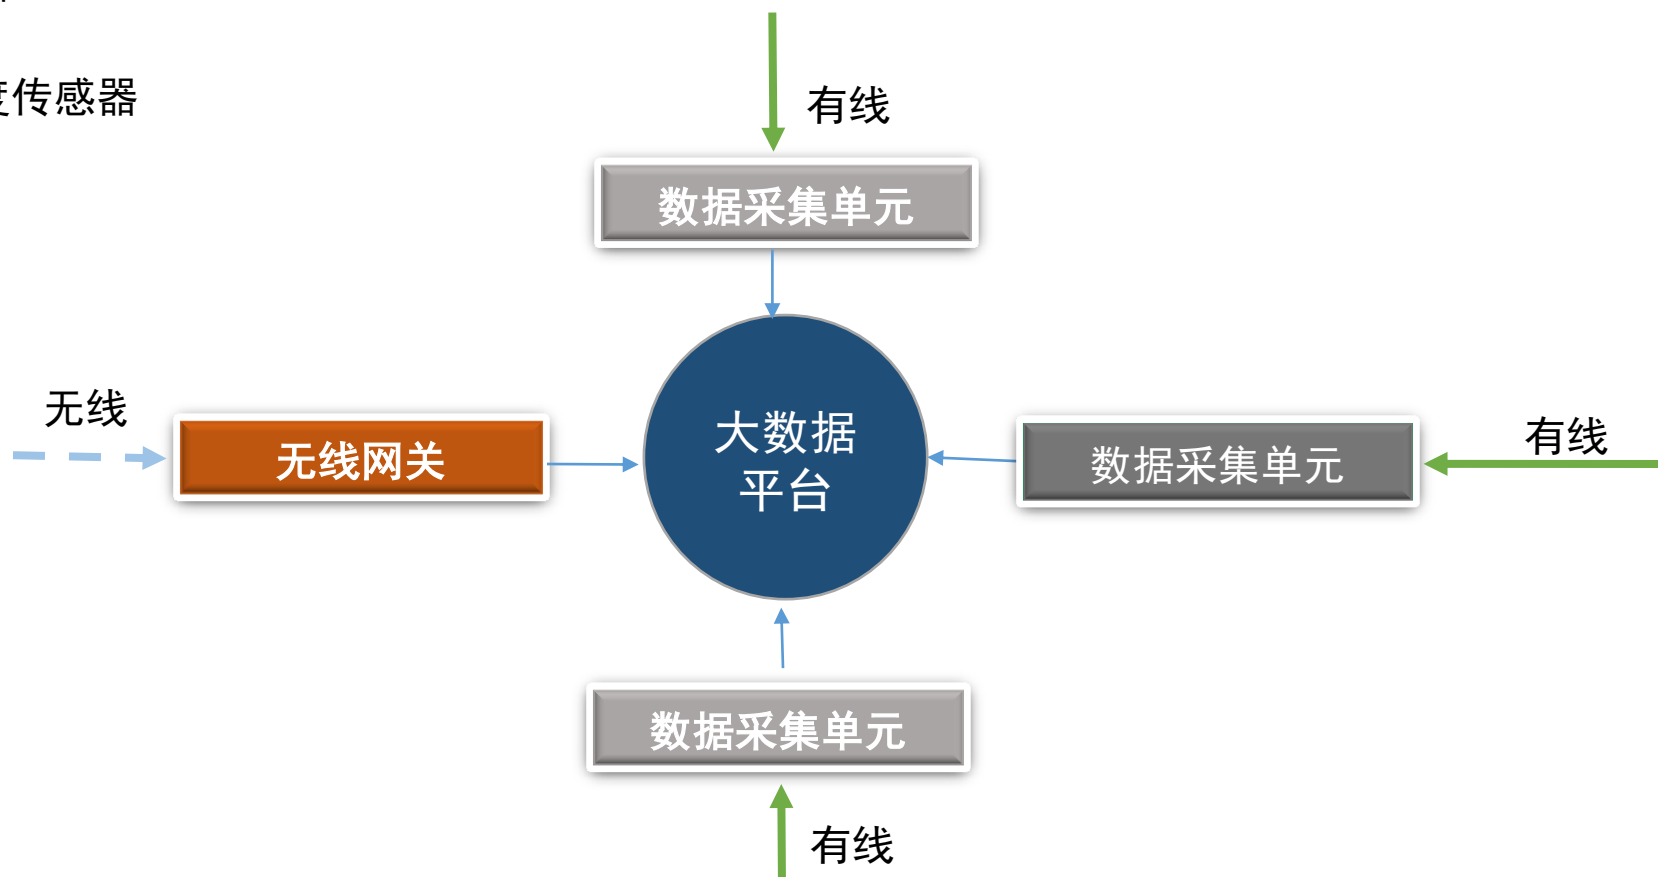 传感器
有线
数据采集单元
无线
无线网关
大数据
平台
数据采集单元
有线
数据采集单元
有线